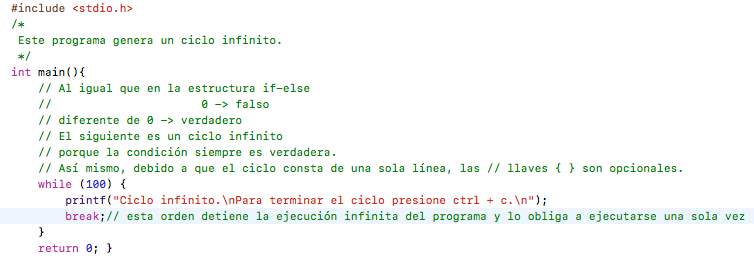 #include <stdio.h>
/*
 Este programa genera un ciclo infinito.
 */
int main(){
    // Al igual que en la estructura if-else
    //                      0 -> falso
    // diferente de 0 -> verdadero
    // El siguiente es un ciclo infinito
    // porque la condición siempre es verdadera.
    // Así mismo, debido a que el ciclo consta de una sola línea, las // llaves { } son opcionales.
    while (100) {
        printf("Ciclo infinito.\nPara terminar el ciclo presione ctrl + c.\n");
        break;// esta orden detiene la ejecución infinita del programa y lo obliga a ejecutarse una sola vez
    }
    return 0; }